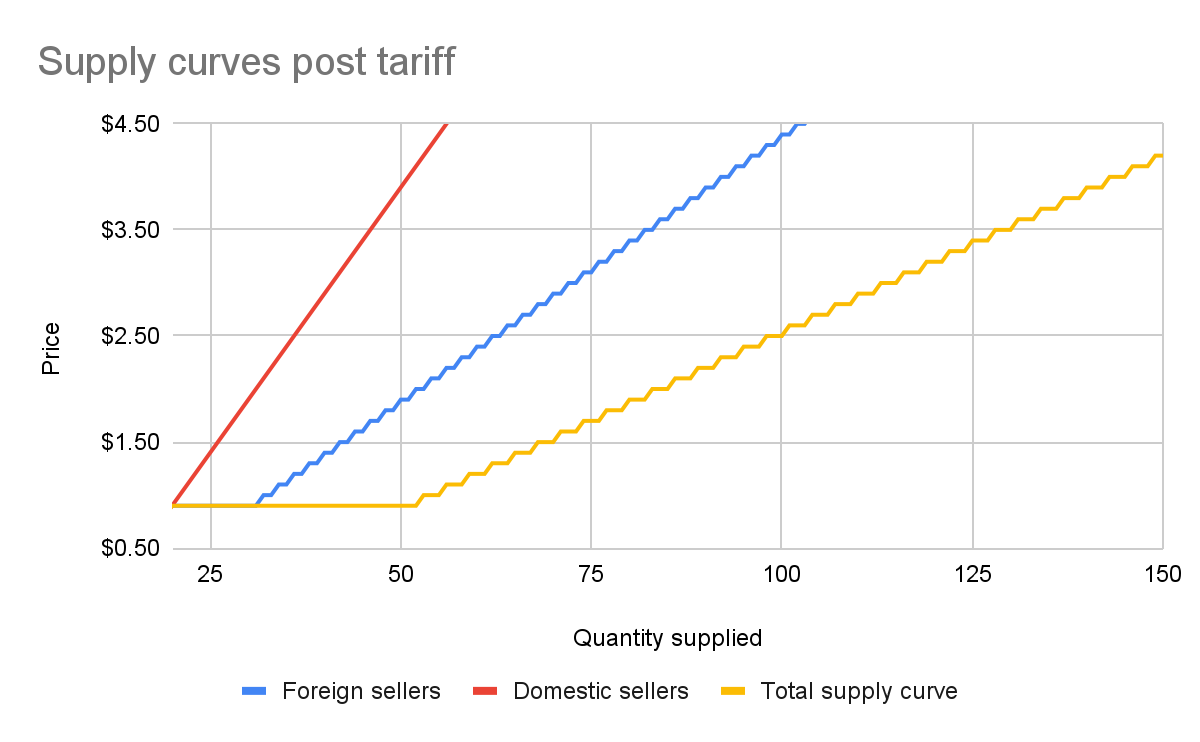 Supply curves post tariff
$4.50
$3.50
$2.50
$1.50
$0.50
Price
25 50 75 100 125 150
Quantity supplied
Foreign sellers Domestic sellers Total supply curve